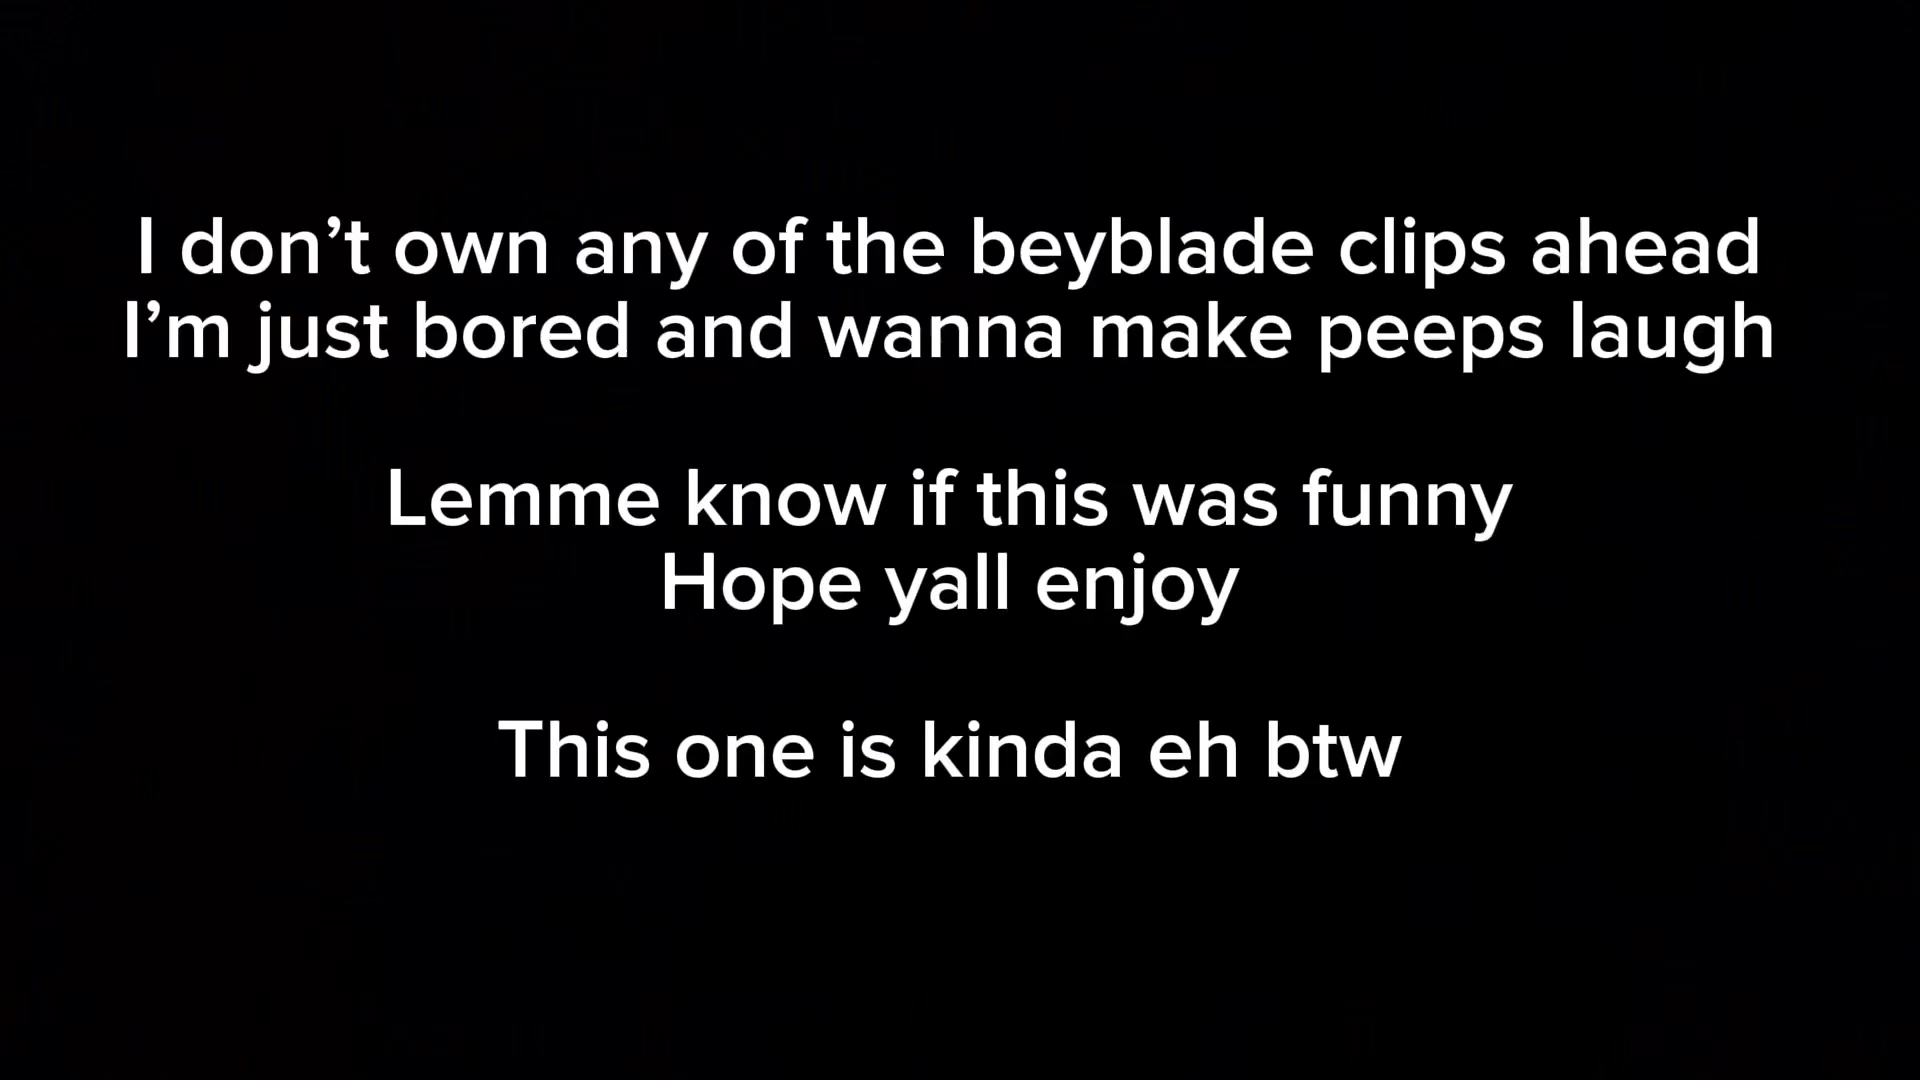 I don’t own any of the beyblade clips ahead
I’m just bored and wanna make peeps laugh
Lemme know if this was funny
Hope yall enjoy
This one is kinda eh btw